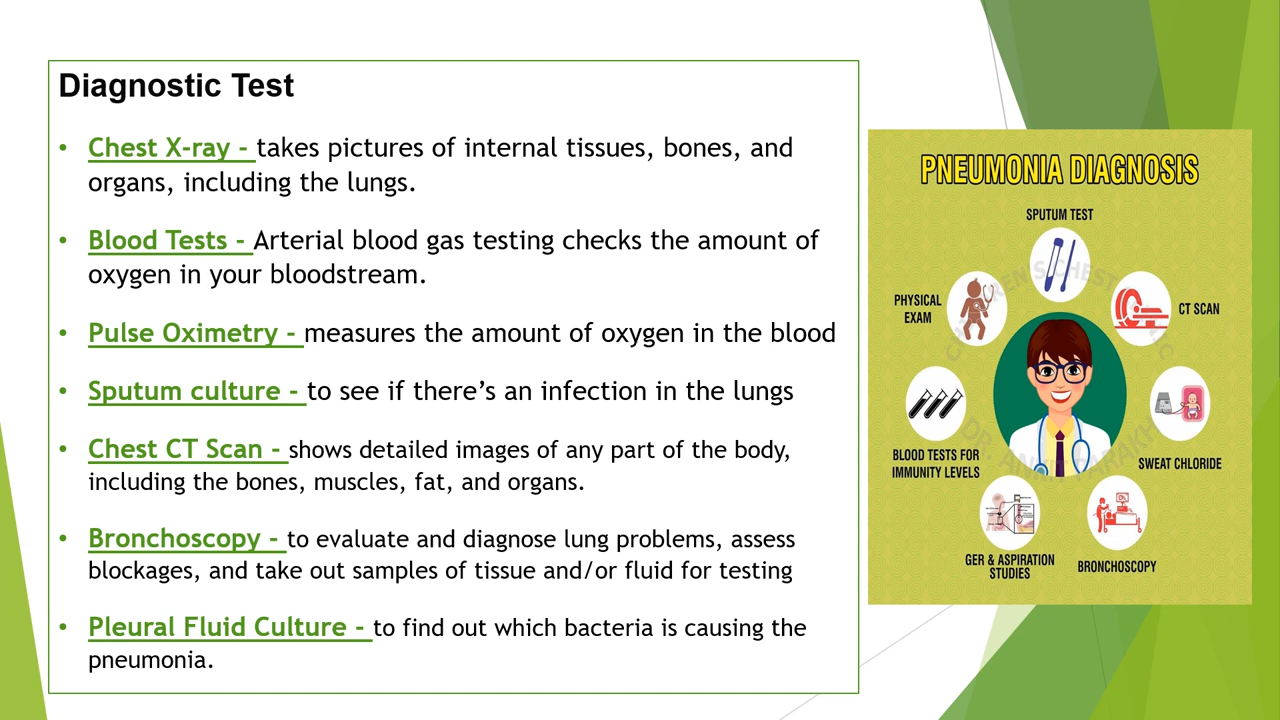 Diagnostic Test
• Chest X-ray - takes pictures of internal tissues, bones, and
organs, including the lungs.
• Blood Tests - Arterial blood gas testing checks the amount of
oxygen in your bloodstream.
• Pulse Oximetry - measures the amount of oxygen in the blood
• Sputum culture - to see if there’s an infection in the lungs
• Chest CT Scan - shows detailed images of any part of the body,
including the bones, muscles, fat, and organs.
• Bronchoscopy - to evaluate and diagnose lung problems, assess
blockages, and take out samples of tissue and/or fluid for testing
• Pleural Fluid Culture - to find out which bacteria is causing the
pneumonia.
PNEUMONIA DIAGNOSIS
SPUTUM TEST
PHYSICAL
EXAM
CT SCAN
BLOOD TESTS FOR
IMMUNITY LEVELS
SWEAT CHLORIDE
GER & ASPIRATION
STUDIES
BRONCHOSCOPY